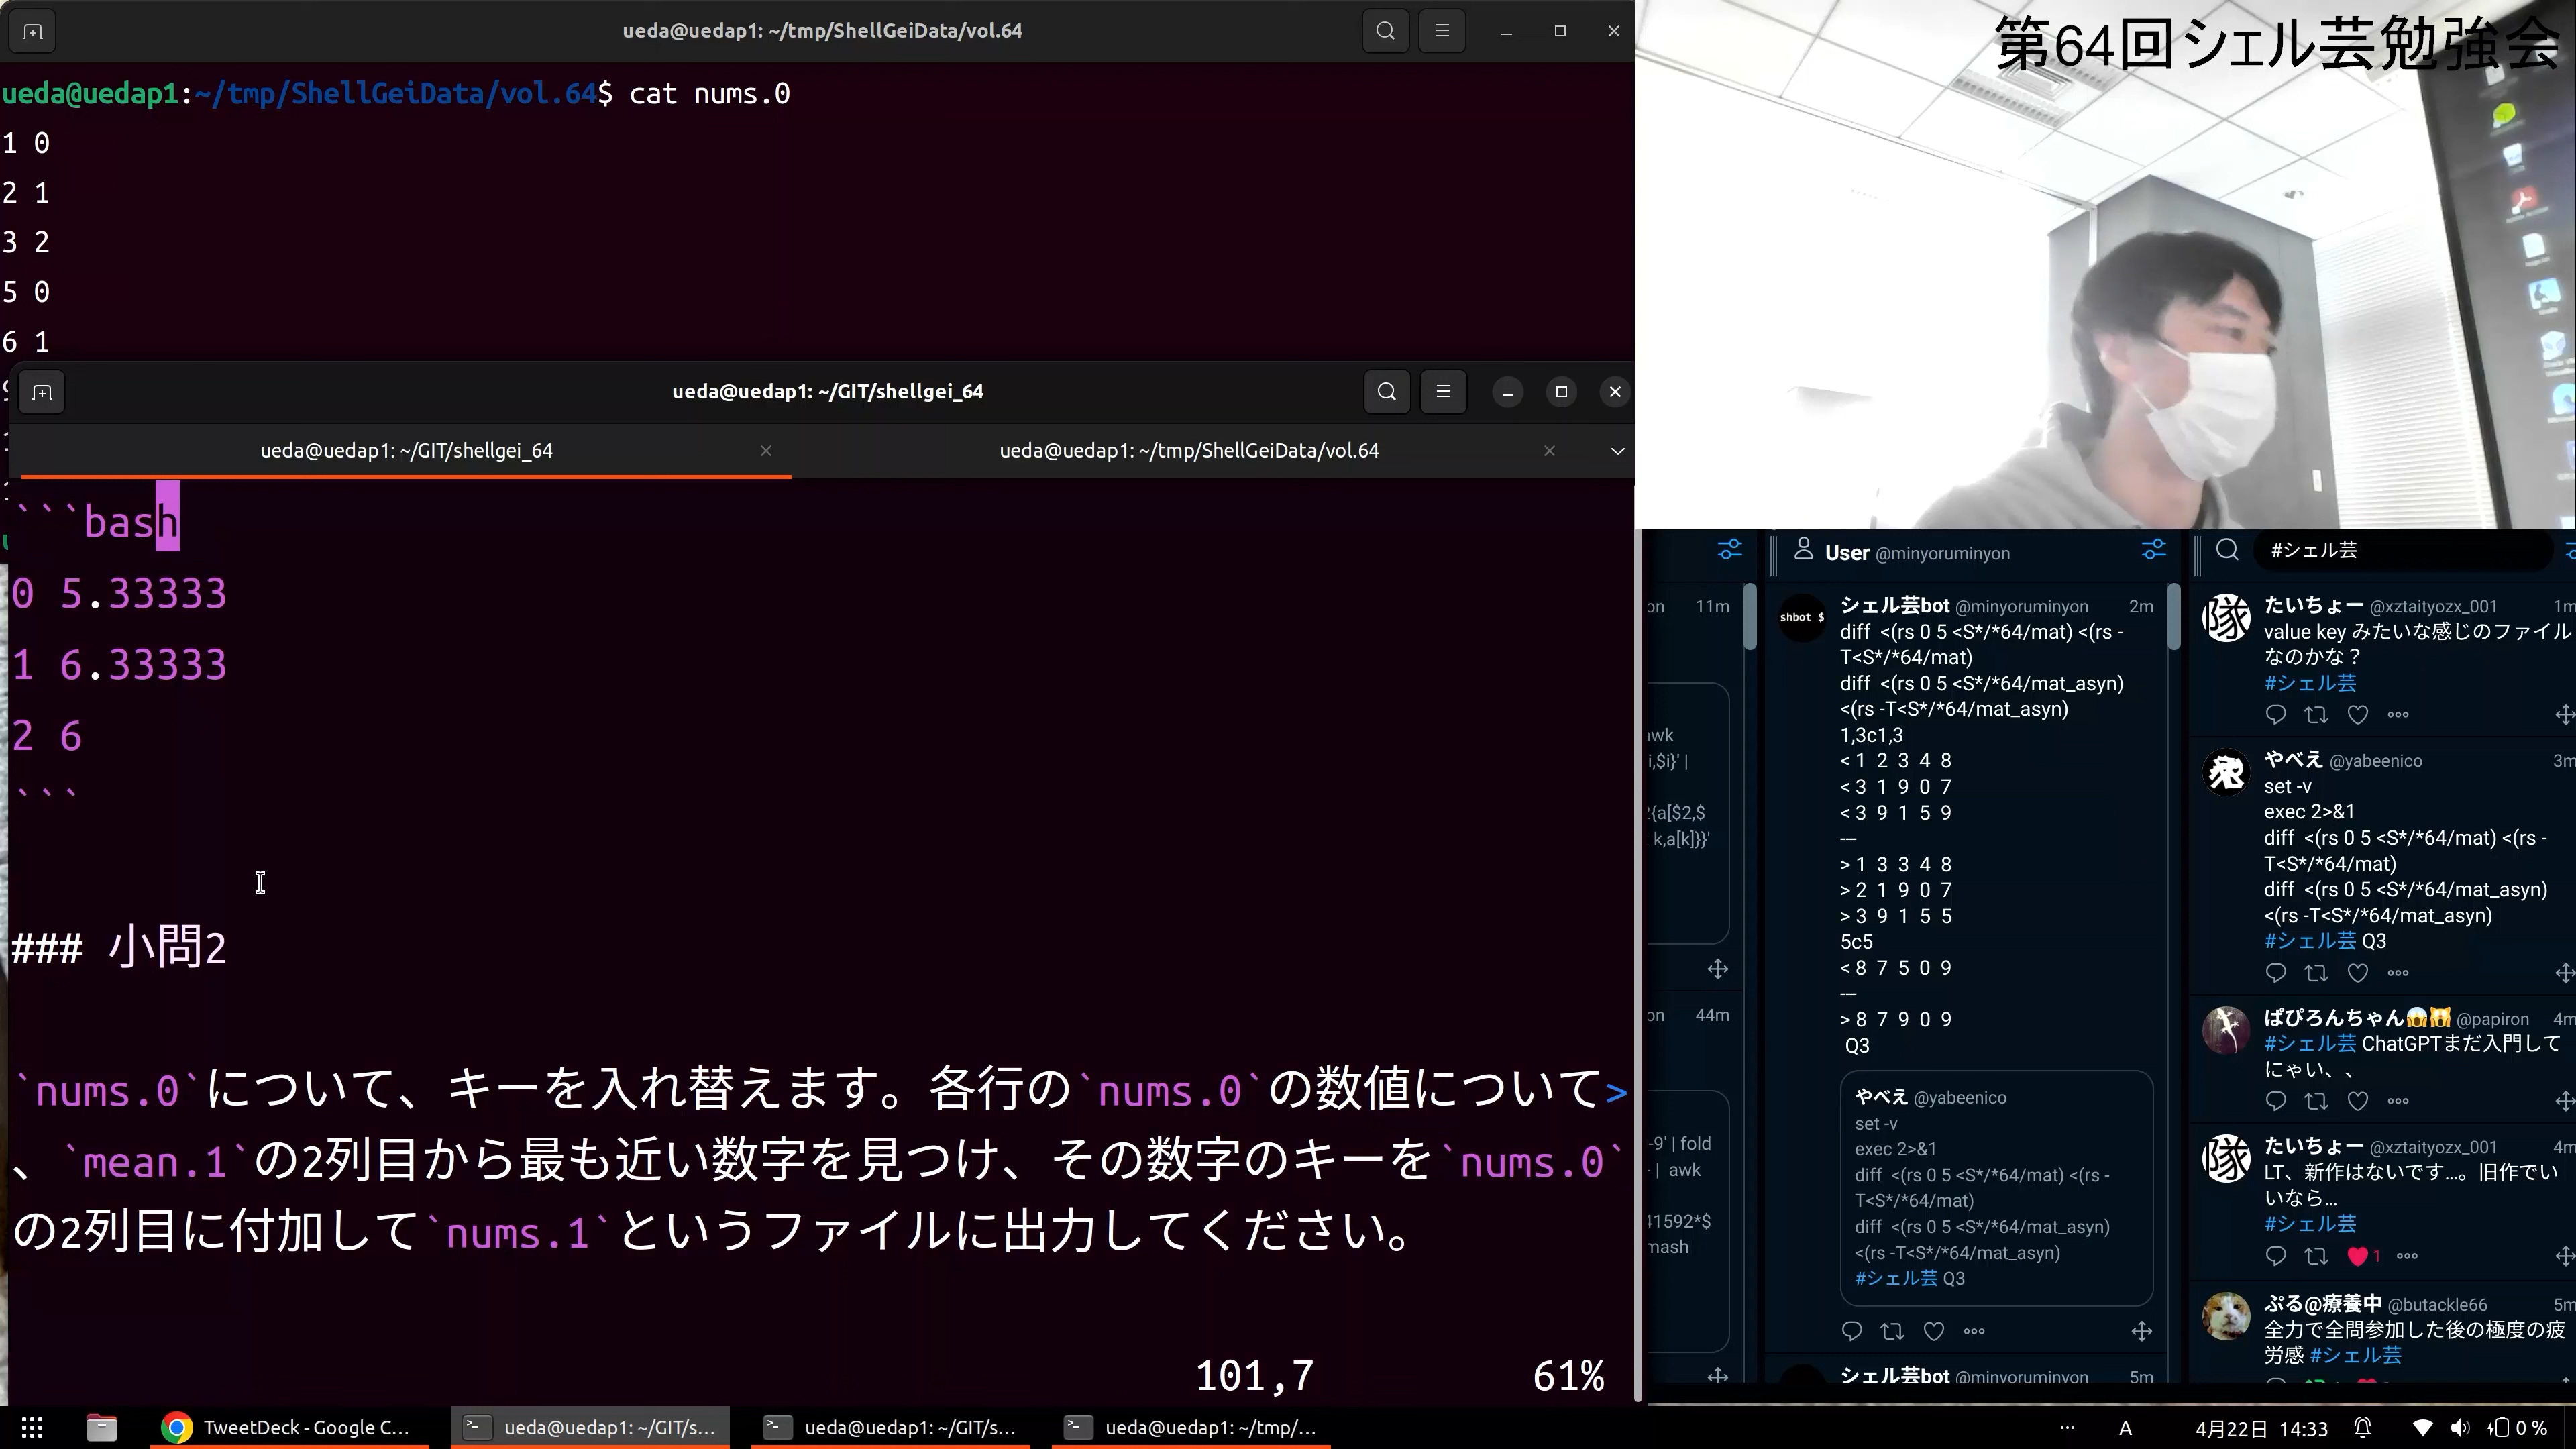 ueda@uedap1: ~/tmp/ShellGeiData/vol.64
ueda@uedap1:~/tmp/ShellGeiData/vol.64$ cat nums.0
1 0
2 1
3 2
5 0
6 1
ueda@uedap1: ~/GIT/shellgei_64
ueda@uedap1: ~/GIT/shellgei_64
ueda@uedap1: ~/tmp/ShellGeiData/vol.64
```bash
0 5.33333
1 6.33333
2 6
```
### 小問2
`nums.0`について、キーを入れ替えます。各行の`nums.0`の数値について>
、`mean.1`の2列目から最も近い数字を見つけ、その数字のキーを`nums.0`
の2列目に付加して`nums.1`というファイルに出力してください。
101,7
61%
第64回シェル芸勉強会
on 11m
awk
i,$i}' |
{a[$2,$
k,a[k]}}'
on 44m
-9' | fold
| awk
41592*$
mash
User @minyoruminyon
shbot $
シェル芸bot @minyoruminyon 2m
diff <(rs 0 5 <S*/*64/mat) <(rs -
T<S*/*64/mat)
diff <(rs 0 5 <S*/*64/mat_asyn)
<(rs -T<S*/*64/mat_asyn)
1,3c1,3
< 1 2 3 4 8
< 3 1 9 0 7
< 3 9 1 5 9
---
> 1 3 3 4 8
> 2 1 9 0 7
> 3 9 1 5 5
5c5
< 8 7 5 0 9
---
> 8 7 9 0 9
Q3
やべえ @yabeenico
set -v
exec 2>&1
diff <(rs 0 5 <S*/*64/mat) <(rs -
T<S*/*64/mat)
diff <(rs 0 5 <S*/*64/mat_asyn)
<(rs -T<S*/*64/mat_asyn)
#シェル芸 Q3
シェル芸bot @minyoruminyon 5m
#シェル芸
隊
たいちょー @xztaityozx_001 1m
value key みたいな感じのファイル
なのかな？
#シェル芸
やべえ @yabeenico 3m
set -v
exec 2>&1
diff <(rs 0 5 <S*/*64/mat) <(rs -
T<S*/*64/mat)
diff <(rs 0 5 <S*/*64/mat_asyn)
<(rs -T<S*/*64/mat_asyn)
#シェル芸 Q3
ぱぴろんちゃん😱🙀 @papiron 4m
#シェル芸 ChatGPTまだ入門して
にゃい、、
隊
たいちょー @xztaityozx_001 4m
LT、新作はないです...。旧作でい
いなら...
#シェル芸
1
ぷる@療養中 @butackle66 5m
全力で全問参加した後の極度の疲
労感 #シェル芸
TweetDeck - Google C...
ueda@uedap1: ~/GIT/s...
ueda@uedap1: ~/GIT/s...
ueda@uedap1: ~/tmp/...
A
4月22日 14:33
0 %